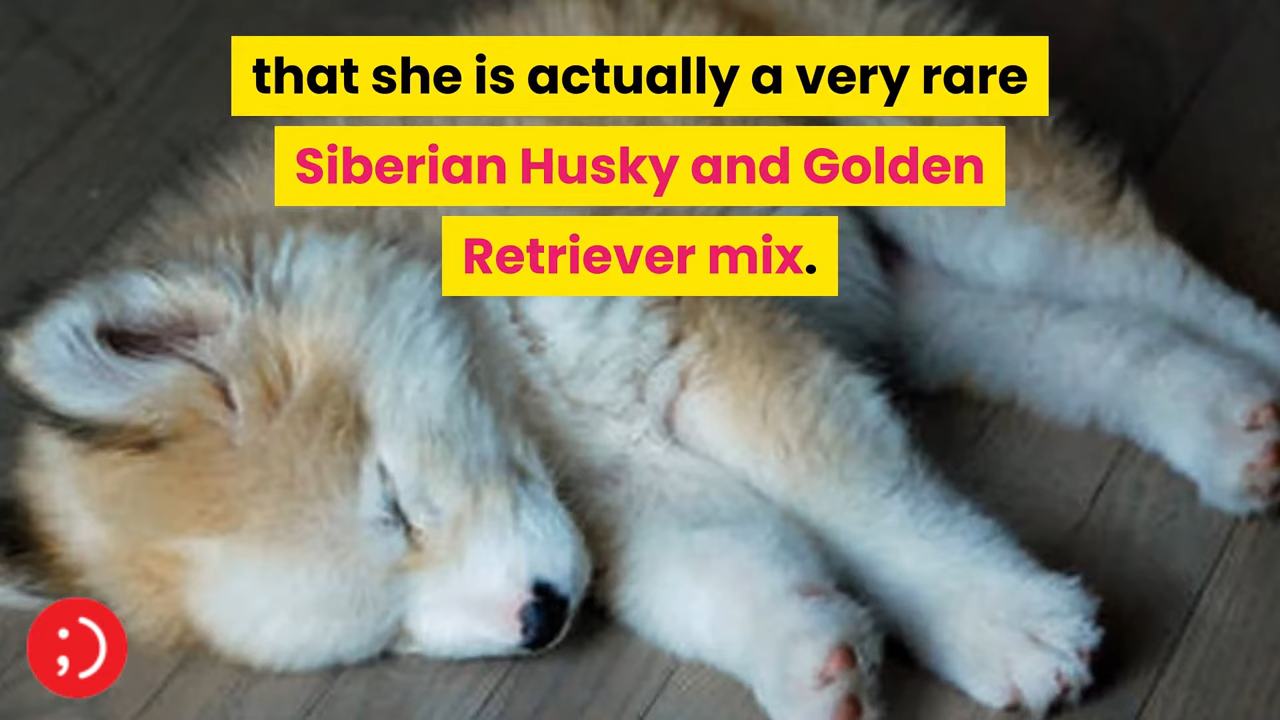 that she is actually a very rare
Siberian Husky and Golden
Retriever mix.
;)